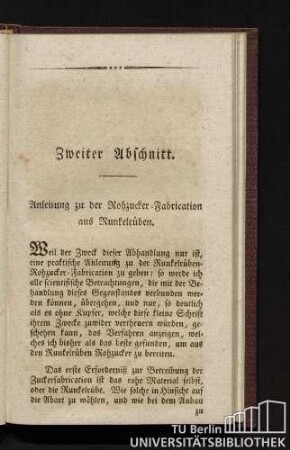 Zweiter Abschnitt.
Anleitung zu der Rohzucker-Fabrication
aus Runkelrüben.
Weil der Zweck dieser Abhandlung nur ist,
eine praktische Anleitung zu der Runkelrüben-
Rohzucker-Fabrication zu geben: so werde ich
alle scientifische Betrachtungen, die mit der Be-
handlung dieses Gegenstandes verbunden wer-
den können, übergehen, und nur, so deutlich
als es ohne Kupfer, welche diese kleine Schrift
ihrem Zwecke zuwider vertheuern würden, ge-
schehen kann, das Verfahren anzeigen, wel-
ches ich bisher als das beste gefunden, um aus
den Runkelrüben Rohzucker zu bereiten.
Das erste Erforderniß zur Betreibung der
Zuckerfabrication ist das rohe Material selbst,
oder die Runkelrübe. Wie solche in Hinsicht auf
die Abart zu wählen, und wie bei dem Anbau
zu
TU Berlin
UNIVERSITÄTSBIBLIOTHEK